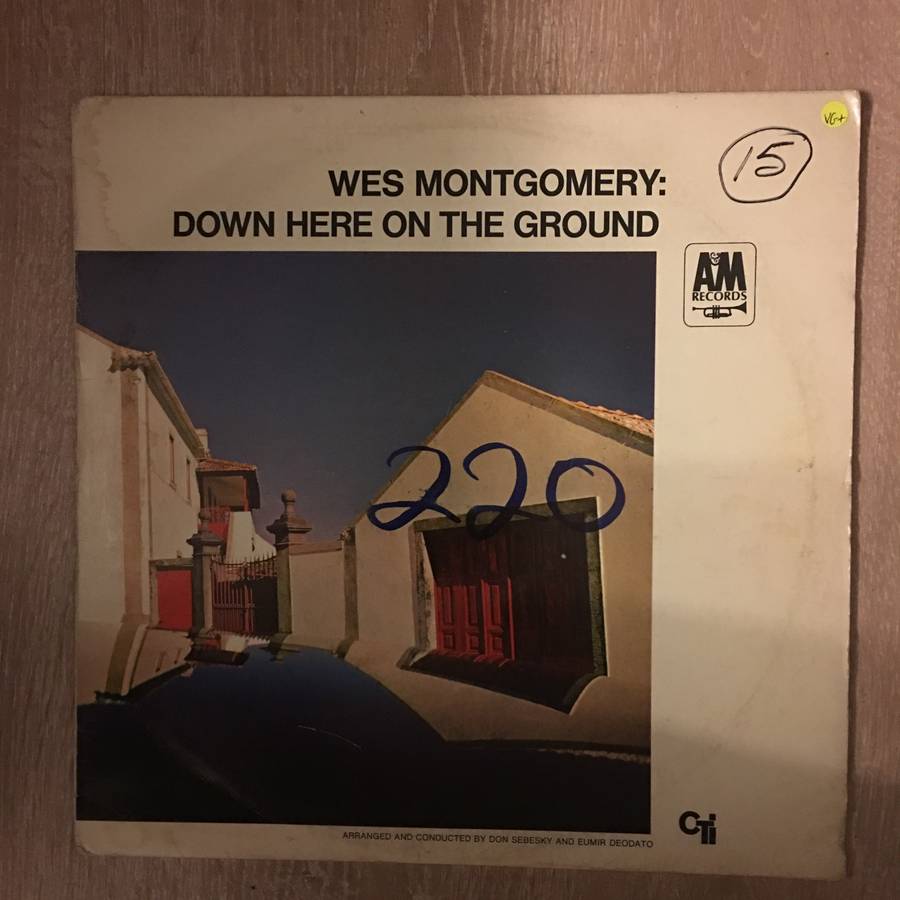 VG+
15
WES MONTGOMERY:
DOWN HERE ON THE GROUND
A&M
RECORDS
220
CTi
ARRANGED AND CONDUCTED BY DON SEBESKY AND EUMIR DEODATO